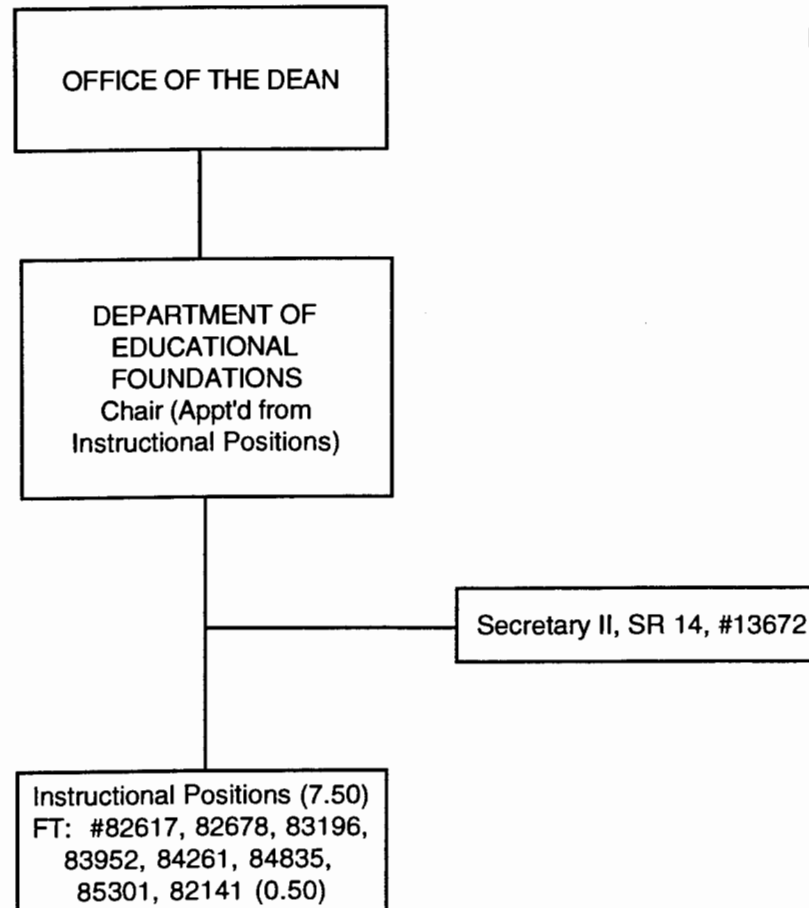 OFFICE OF THE DEAN
DEPARTMENT OF
EDUCATIONAL
FOUNDATIONS
Chair (Appt'd from
Instructional Positions)
Secretary II, SR 14, #13672
Instructional Positions (7.50)
FT: #82617, 82678, 83196,
83952, 84261, 84835,
85301, 82141 (0.50)